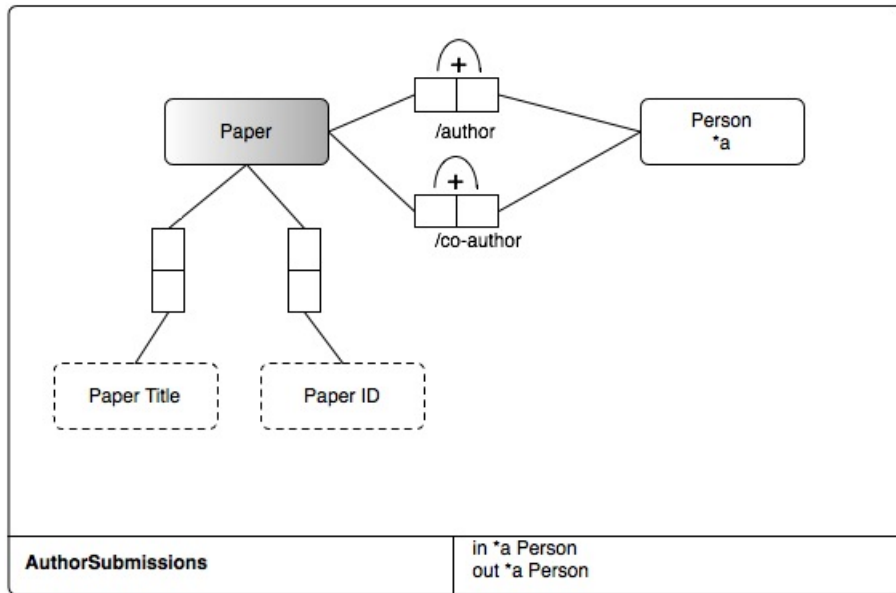 +
/author
Paper
Person
*a
+
/co-author
Paper Title
Paper ID
AuthorSubmissions
in *a Person
out *a Person